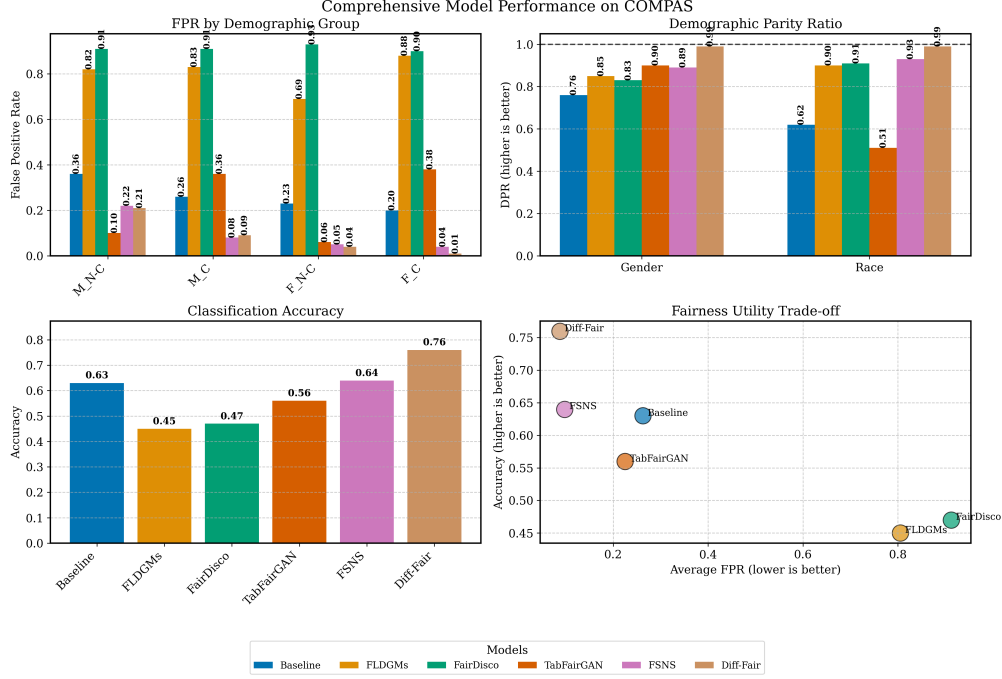 Comprehensive Model Performance on COMPAS
FPR by Demographic Group
False Positive Rate
0.8
0.6
0.4
0.2
0.0
0.36
0.82
0.91
0.10
0.22
0.21
0.26
0.83
0.91
0.36
0.08
0.09
0.23
0.69
0.93
0.06
0.05
0.04
0.20
0.88
0.90
0.38
0.04
0.01
M_N-C
M_C
F_N-C
F_C
Demographic Parity Ratio
DPR (higher is better)
1.0
0.8
0.6
0.4
0.2
0.0
0.76
0.85
0.83
0.90
0.89
0.99
0.62
0.90
0.91
0.51
0.93
0.99
Gender
Race
Classification Accuracy
Accuracy
0.8
0.7
0.6
0.5
0.4
0.3
0.2
0.1
0.0
0.63
0.45
0.47
0.56
0.64
0.76
Baseline
FLDGMs
FairDisco
TabFairGAN
FSNS
Diff-Fair
Fairness Utility Trade-off
Accuracy (higher is better)
0.75
0.70
0.65
0.60
0.55
0.50
0.45
Diff-Fair
FSNS
Baseline
TabFairGAN
FairDisco
FLDGMs
0.2
0.4
0.6
0.8
Average FPR (lower is better)
Models
Baseline
FLDGMs
FairDisco
TabFairGAN
FSNS
Diff-Fair